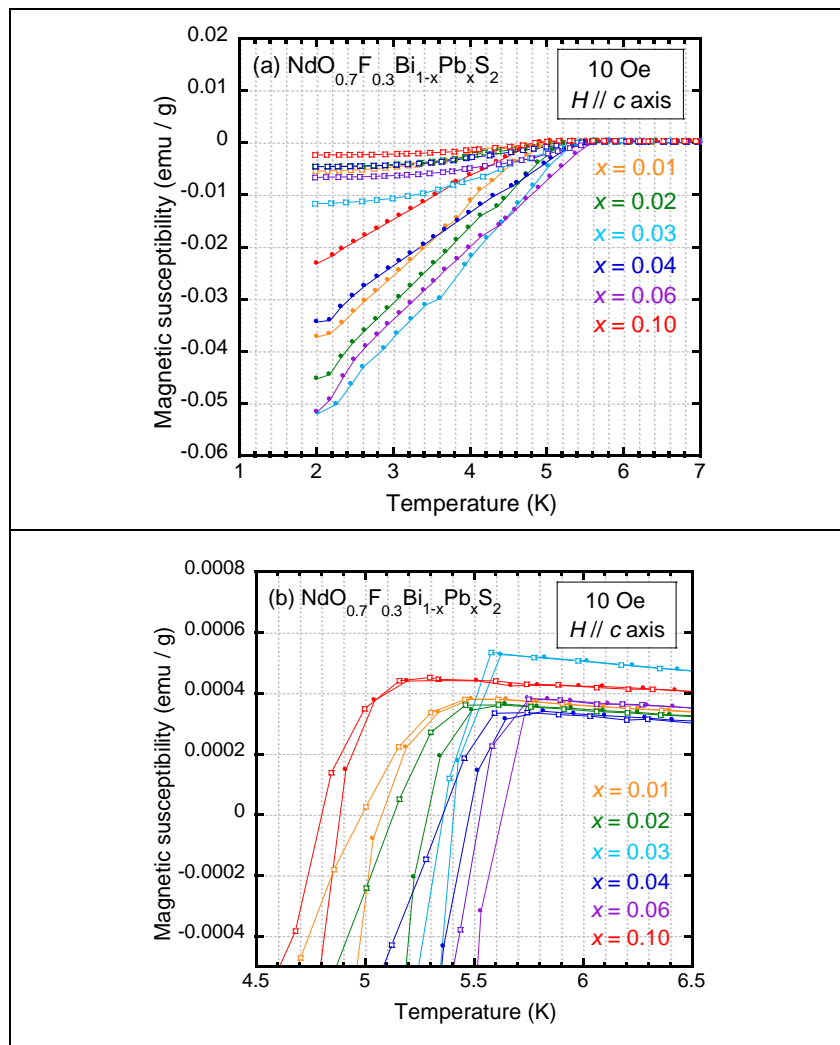 (a) NdO0.7F0.3Bi1-xPbxS2
10 Oe
H // c axis
x = 0.01
x = 0.02
x = 0.03
x = 0.04
x = 0.06
x = 0.10
Magnetic susceptibility (emu / g)
0.02
0.01
0
-0.01
-0.02
-0.03
-0.04
-0.05
-0.06
1 2 3 4 5 6 7
Temperature (K)
(b) NdO0.7F0.3Bi1-xPbxS2
10 Oe
H // c axis
x = 0.01
x = 0.02
x = 0.03
x = 0.04
x = 0.06
x = 0.10
Magnetic susceptibility (emu / g)
0.0008
0.0006
0.0004
0.0002
0
-0.0002
-0.0004
4.5 5 5.5 6 6.5
Temperature (K)